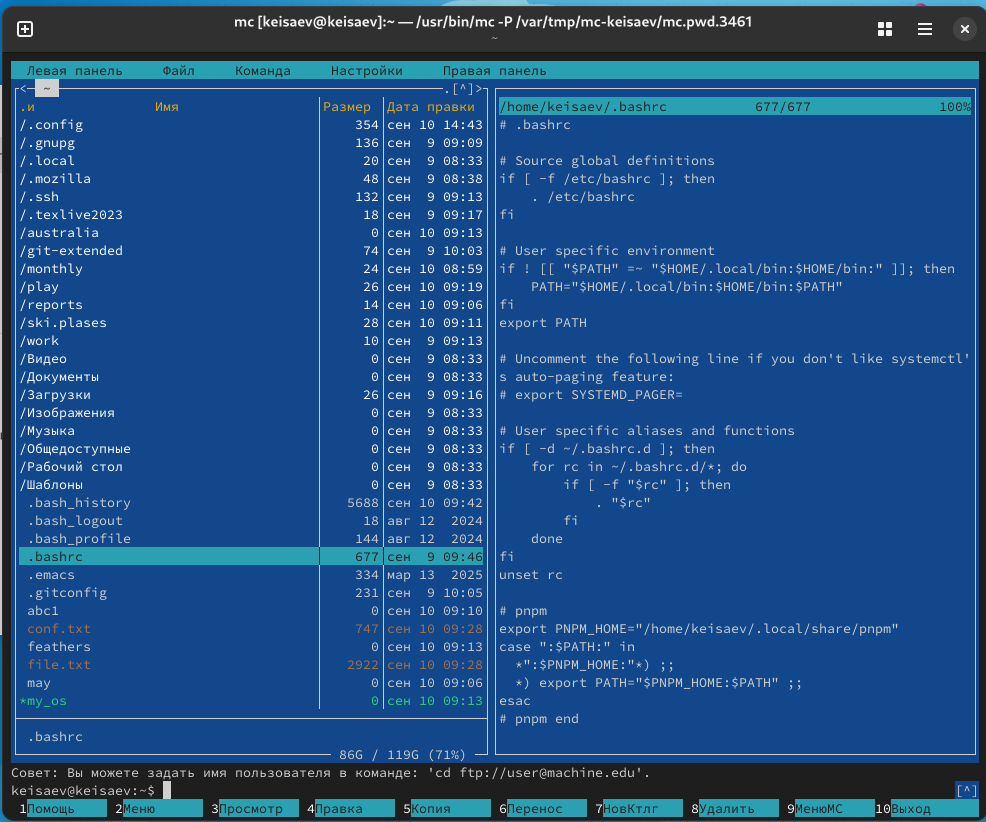 mc [keisaev@keisaev]:~ — /usr/bin/mc -P /var/tmp/mc-keisaev/mc.pwd.3461
~
Левая панель Файл Команда Настройки Правая панель
<─ ~ ─.[^]>
.и Имя Размер Дата правки
/.config 354 сен 10 14:43
/.gnupg 136 сен 9 09:09
/.local 20 сен 9 08:33
/.mozilla 48 сен 9 08:38
/.ssh 132 сен 9 09:13
/.texlive2023 18 сен 9 09:17
/australia 0 сен 10 09:13
/git-extended 74 сен 9 10:03
/monthly 24 сен 10 08:59
/play 26 сен 10 09:19
/reports 14 сен 10 09:06
/ski.plases 28 сен 10 09:11
/work 10 сен 9 09:13
/Видео 0 сен 9 08:33
/Документы 0 сен 9 08:33
/Загрузки 26 сен 9 09:16
/Изображения 0 сен 9 08:33
/Музыка 0 сен 9 08:33
/Общедоступные 0 сен 9 08:33
/Рабочий стол 0 сен 9 08:33
/Шаблоны 0 сен 9 08:33
.bash_history 5688 сен 10 09:42
.bash_logout 18 авг 12 2024
.bash_profile 144 авг 12 2024
.bashrc 677 сен 9 09:46
.emacs 334 мар 13 2025
.gitconfig 231 сен 9 10:05
abc1 0 сен 10 09:10
conf.txt 747 сен 10 09:28
feathers 0 сен 10 09:13
file.txt 2922 сен 10 09:28
may 0 сен 10 09:06
*my_os 0 сен 10 09:13
.bashrc
86G / 119G (71%)
/home/keisaev/.bashrc 677/677 100%
# .bashrc
# Source global definitions
if [ -f /etc/bashrc ]; then
. /etc/bashrc
fi
# User specific environment
if ! [[ "$PATH" =~ "$HOME/.local/bin:$HOME/bin:" ]]; then
PATH="$HOME/.local/bin:$HOME/bin:$PATH"
fi
export PATH
# Uncomment the following line if you don't like systemctl'
s auto-paging feature:
# export SYSTEMD_PAGER=
# User specific aliases and functions
if [ -d ~/.bashrc.d ]; then
for rc in ~/.bashrc.d/*; do
if [ -f "$rc" ]; then
. "$rc"
fi
done
fi
unset rc
# pnpm
export PNPM_HOME="/home/keisaev/.local/share/pnpm"
case ":$PATH:" in
*":$PNPM_HOME:"*) ;;
*) export PATH="$PNPM_HOME:$PATH" ;;
esac
# pnpm end
Совет: Вы можете задать имя пользователя в команде: 'cd ftp://user@machine.edu'.
keisaev@keisaev:~$ [^]
1Помощь 2Меню 3Просмотр 4Правка 5Копия 6Перенос 7НовКтлг 8Удалить 9МенюMC 10Выход